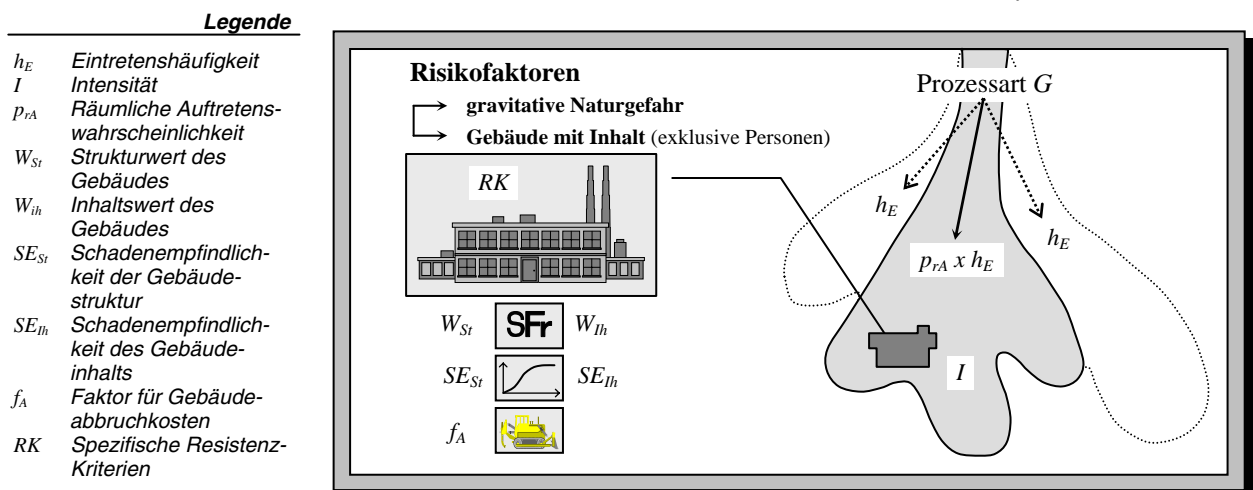 Legende
h_E Eintretenshäufigkeit
I Intensität
p_rA Räumliche Auftretens-
wahrscheinlichkeit
W_St Strukturwert des
Gebäudes
W_ih Inhaltswert des
Gebäudes
SE_St Schadenempfindlich-
keit der Gebäude-
struktur
SE_Ih Schadenempfindlich-
keit des Gebäude-
inhalts
f_A Faktor für Gebäude-
abbruchkosten
RK Spezifische Resistenz-
Kriterien
Risikofaktoren
gravitative Naturgefahr
Gebäude mit Inhalt (exklusive Personen)
RK
W_St SFr W_Ih
SE_St SE_Ih
f_A
Prozessart G
h_E
h_E
p_rA x h_E
I